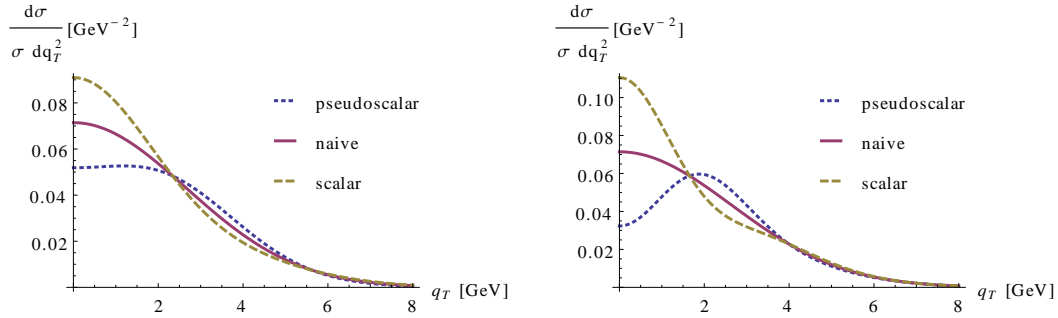 dσ
σ dq_T^2 [GeV^-2]
0.08
0.06
0.04
0.02
2 4 6 8
q_T [GeV]
pseudoscalar
naive
scalar
dσ
σ dq_T^2 [GeV^-2]
0.10
0.08
0.06
0.04
0.02
2 4 6 8
q_T [GeV]
pseudoscalar
naive
scalar